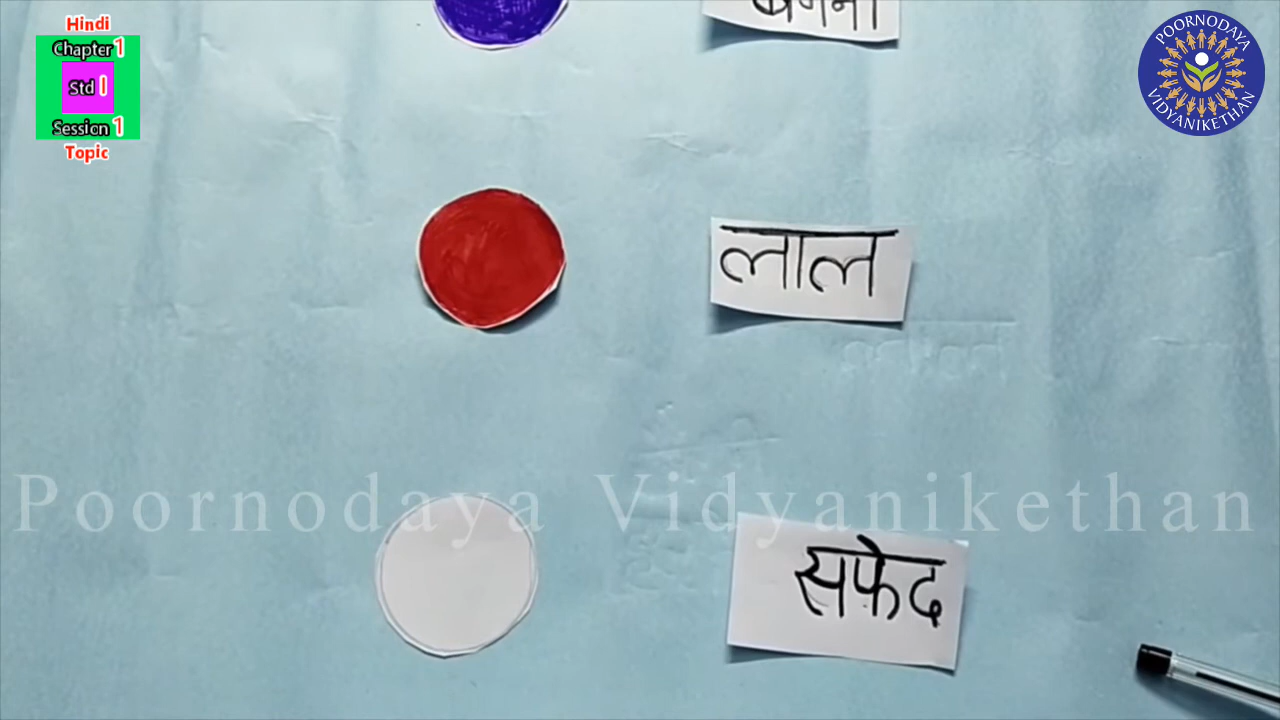 Hindi
Chapter 1
Std I
Session 1
Topic
POORNODAYA
VIDYANIKETHAN
लाल
Poornodaya Vidyanikethan
सफेद